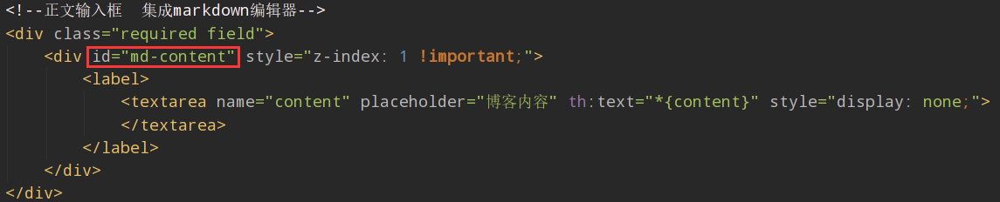 <!--正文输入框  集成markdown编辑器-->
<div class="required field">
    <div id="md-content" style="z-index: 1 !important;">
        <label>
            <textarea name="content" placeholder="博客内容" th:text="*{content}" style="display: none;">
            </textarea>
        </label>
    </div>
</div>